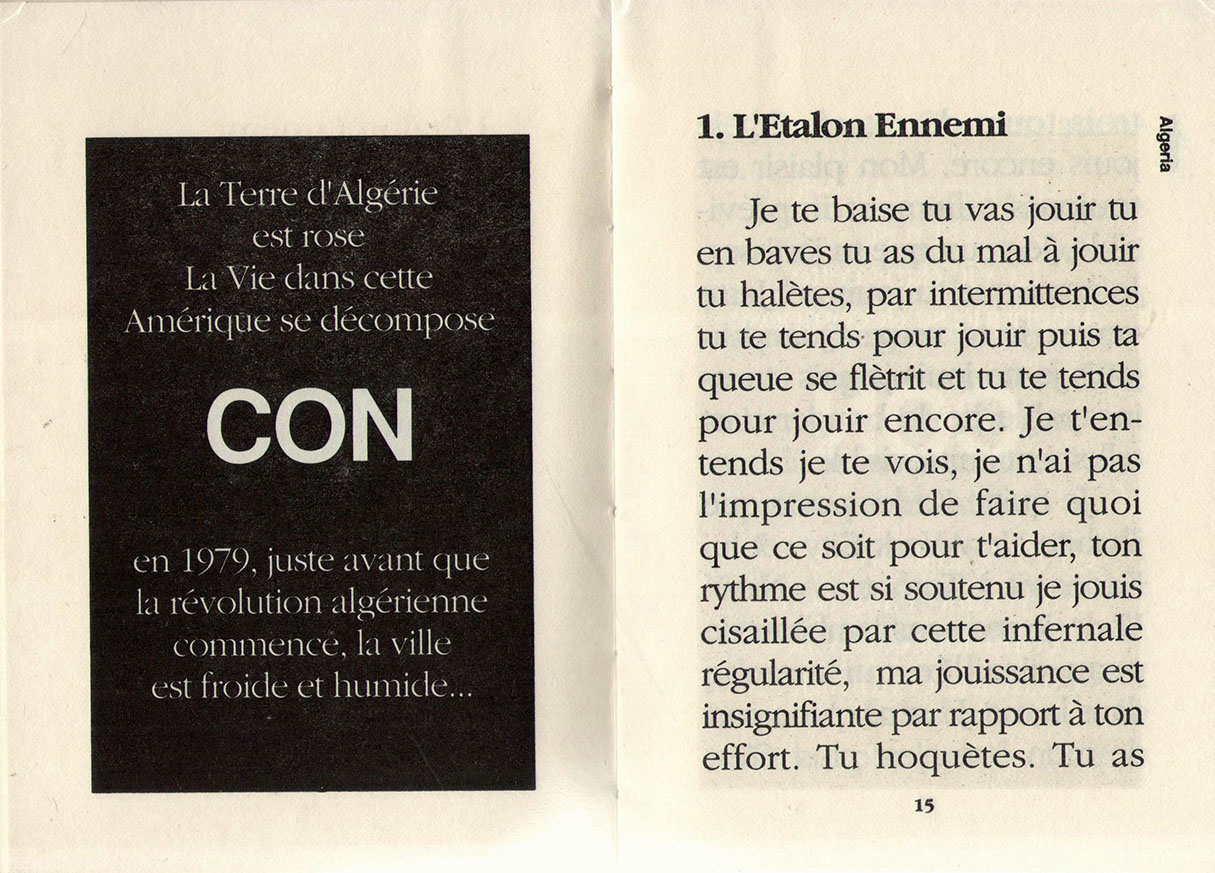 La Terre d'Algérie
est rose
La Vie dans cette
Amérique se décompose
CON
en 1979, juste avant que
la révolution algérienne
commence, la ville
est froide et humide...
1. L'Etalon Ennemi
Algeria
Je te baise tu vas jouir tu
en baves tu as du mal à jouir
tu halètes, par intermittences
tu te tends pour jouir puis ta
queue se flètrit et tu te tends
pour jouir encore. Je t'en-
tends je te vois, je n'ai pas
l'impression de faire quoi
que ce soit pour t'aider, ton
rythme est si soutenu je jouis
cisaillée par cette infernale
régularité, ma jouissance est
insignifiante par rapport à ton
effort. Tu hoquètes. Tu as
15